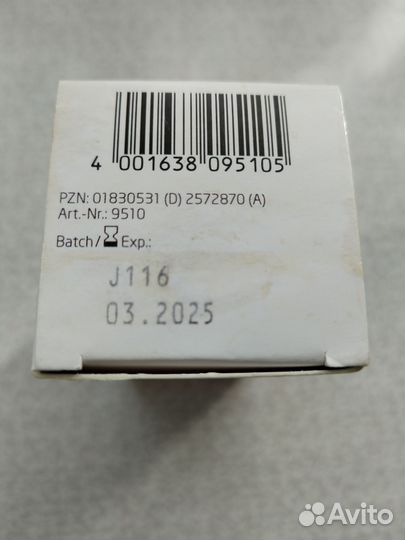 4 001638 095105
PZN: 01830531 (D) 2572870 (A)
Art.-Nr.: 9510
Batch/⌛ Exp.:
J116
03.2025
Avito